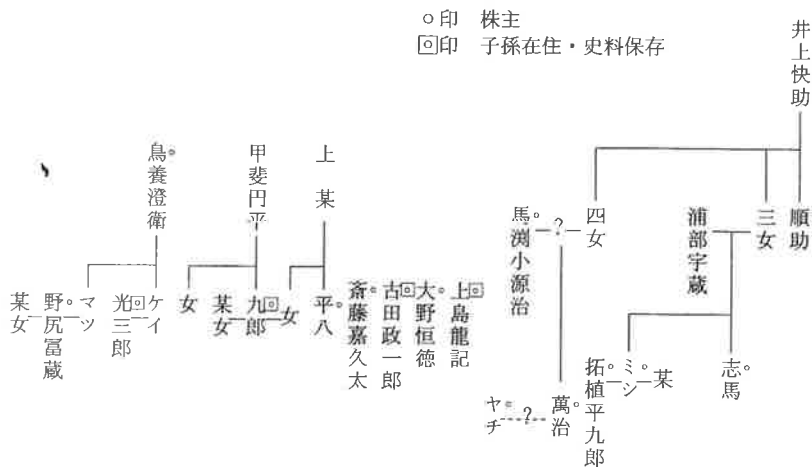 ○印 株主
回印 子孫在住・史料保存
井上快助
順助
三女
浦部宇蔵
四女
?
馬渕小源治
志馬
某
ミシ
拓植平九郎
萬治
?
ヤチ
上島龍記
大野恒徳
古田政一郎
斎藤嘉久太
上某
平八
女
甲斐円平
九郎
某女
女
鳥養澄衛
ケイ
光三郎
マツ
野尻冨蔵
某女